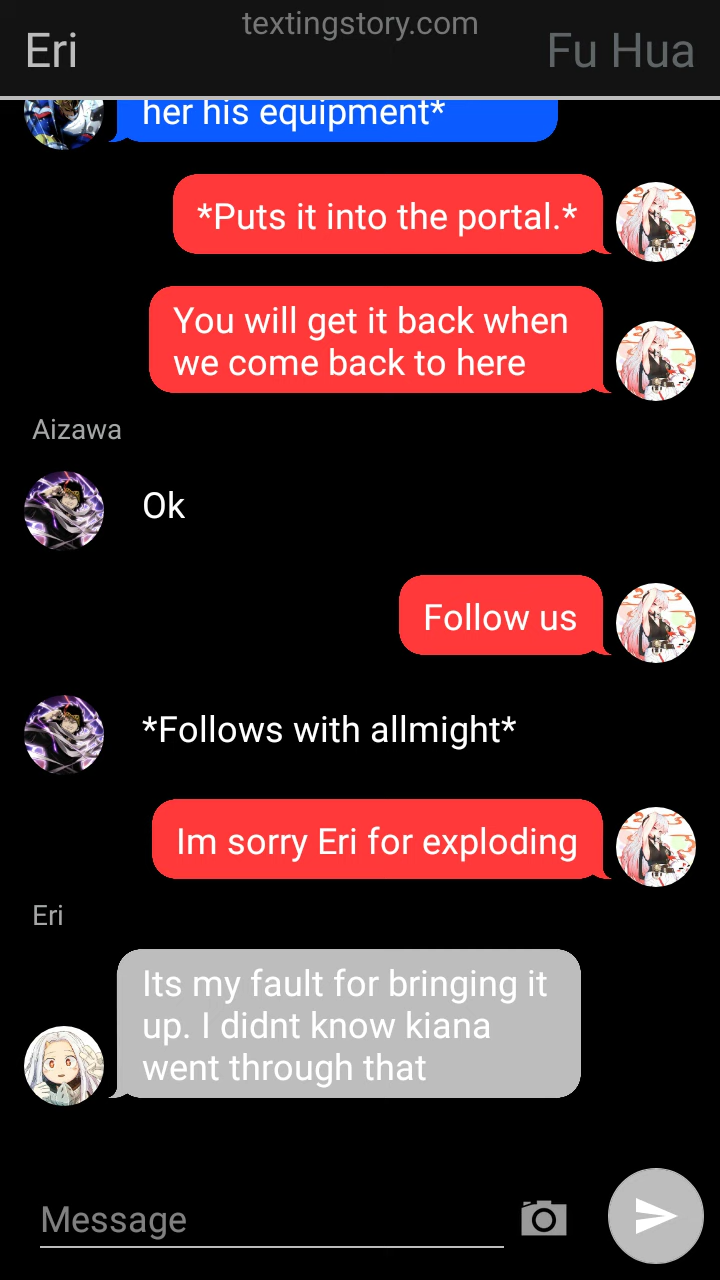 textingstory.com
Eri
Fu Hua
her his equipment*
*Puts it into the portal.*
You will get it back when
we come back to here
Aizawa
Ok
Follow us
*Follows with allmight*
Im sorry Eri for exploding
Eri
Its my fault for bringing it
up. I didnt know kiana
went through that
Message